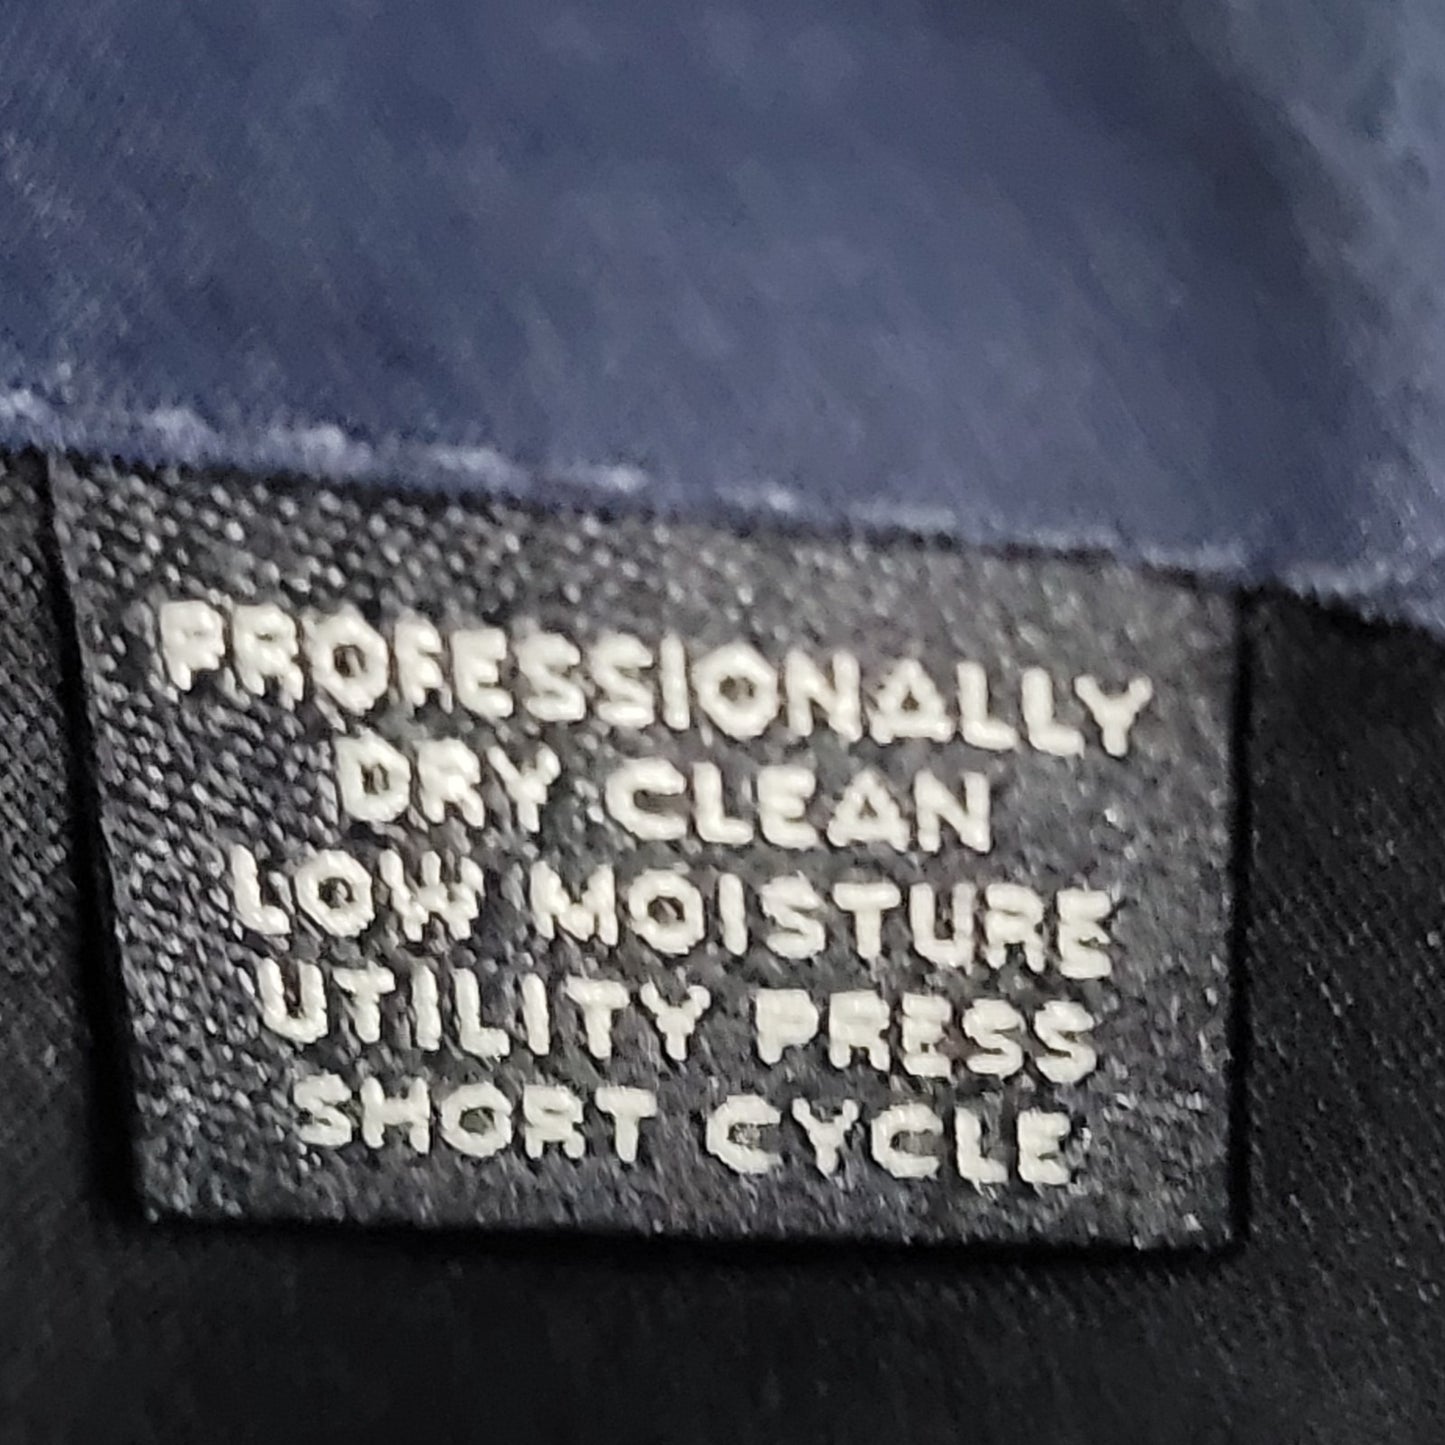 PROFESSIONALLY
DRY CLEAN
LOW MOISTURE
UTILITY PRESS
SHORT CYCLE